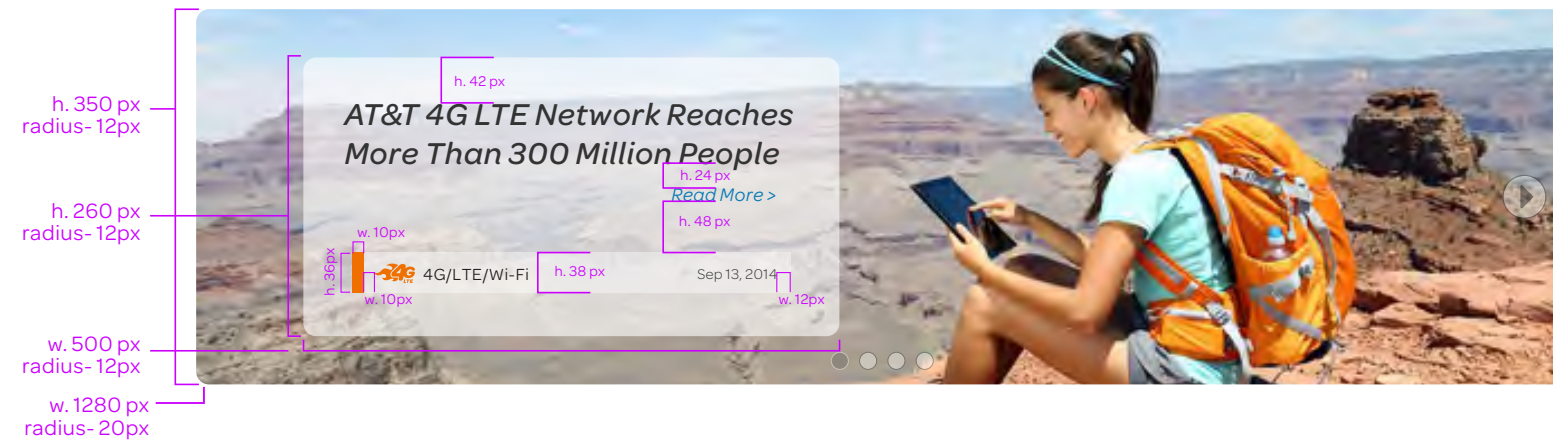 h. 350 px
radius- 12px
h. 42 px
AT&T 4G LTE Network Reaches
More Than 300 Million People
h. 24 px
Read More >
h. 260 px
radius- 12px
h. 48 px
w. 10px
h. 36px
4G
LTE
4G/LTE/Wi-Fi
h. 38 px
Sep 13, 2014
w. 10px
w. 12px
w. 500 px
radius- 12px
w. 1280 px
radius- 20px